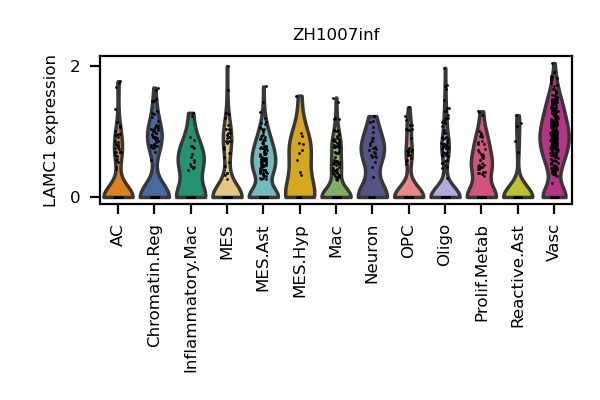 ZH1007inf
LAMC1 expression
2
0
AC
Chromatin.Reg
Inflammatory.Mac
MES
MES.Ast
MES.Hyp
Mac
Neuron
OPC
Oligo
Prolif.Metab
Reactive.Ast
Vasc